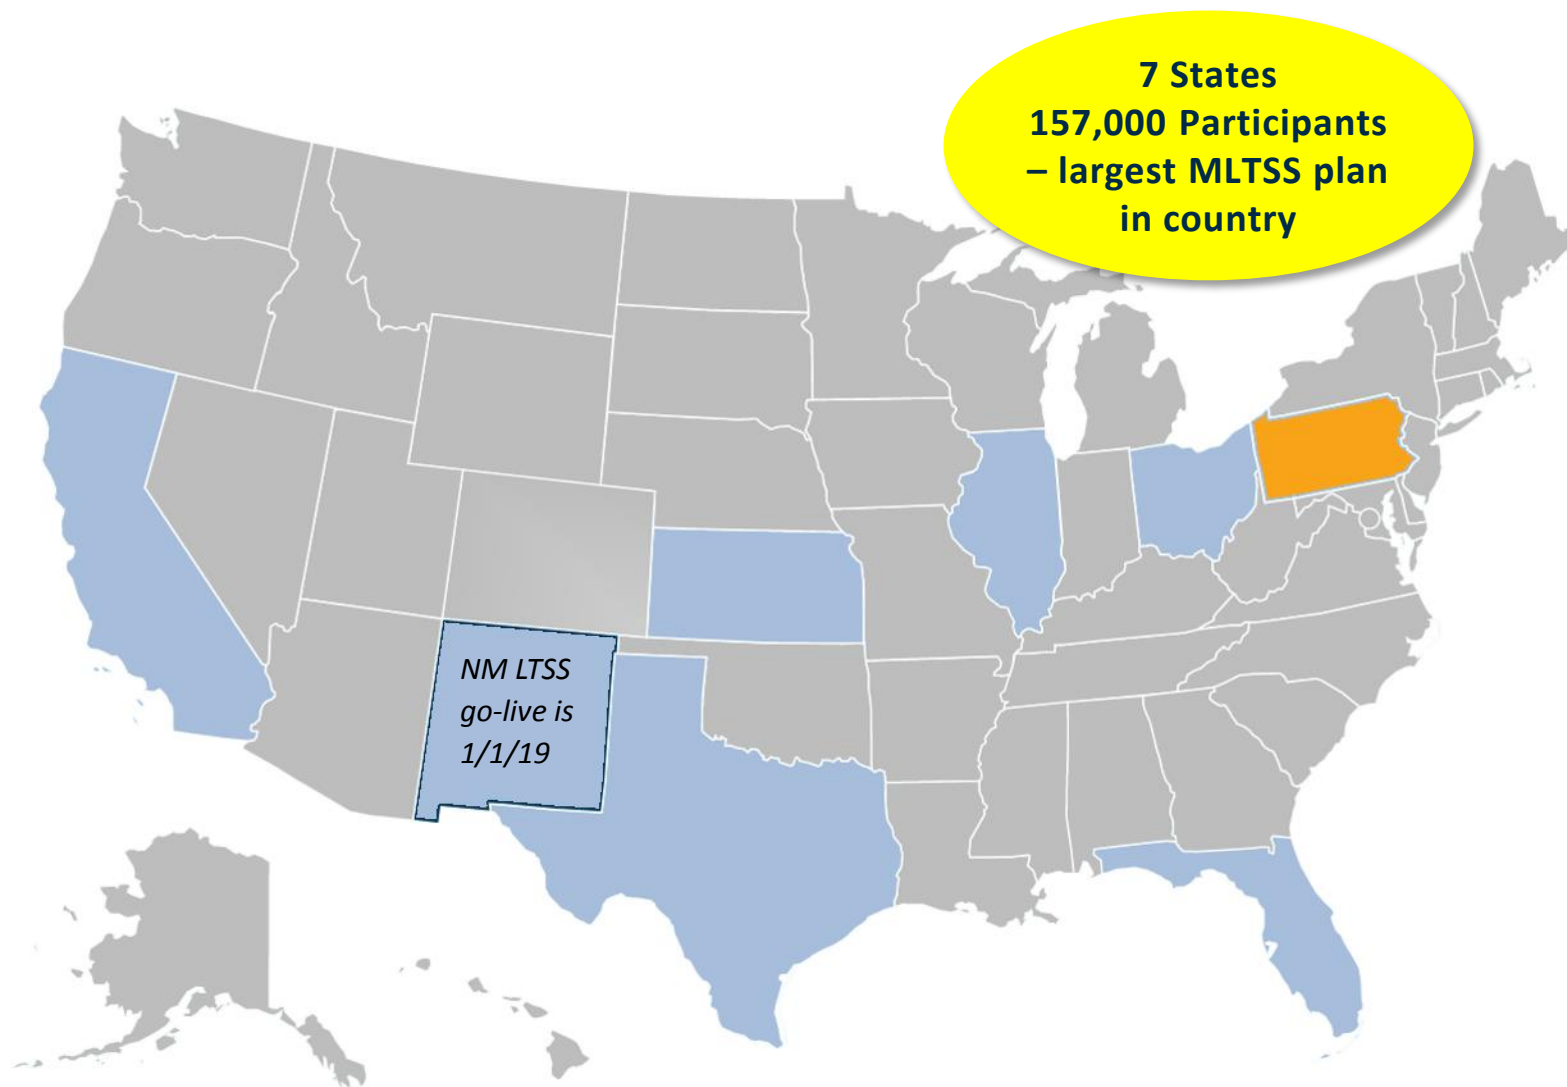 7 States
157,000 Participants
– largest MLTSS plan
in country
NM LTSS
go-live is
1/1/19